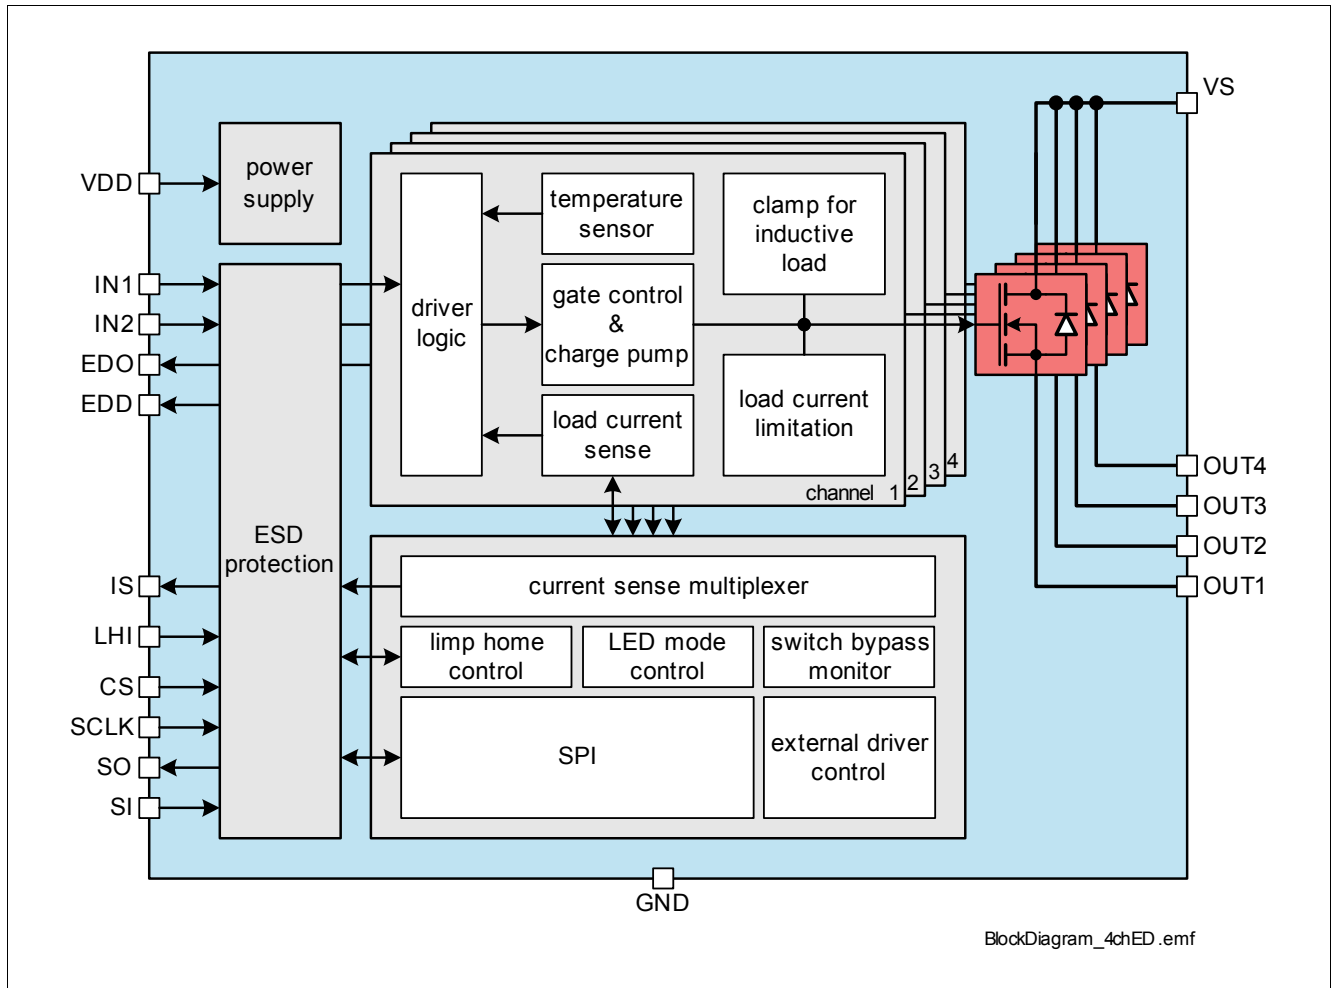 VS
power
supply
VDD
temperature
sensor
clamp for
inductive
load
IN1
IN2
EDO
EDD
driver
logic
gate control
&
charge pump
load current
sense
load current
limitation
channel 1
2
3
4
OUT4
OUT3
OUT2
OUT1
ESD
protection
IS
LHI
CS
SCLK
SO
SI
current sense multiplexer
limp home
control
LED mode
control
switch bypass
monitor
SPI
external driver
control
GND
BlockDiagram_4chED.emf